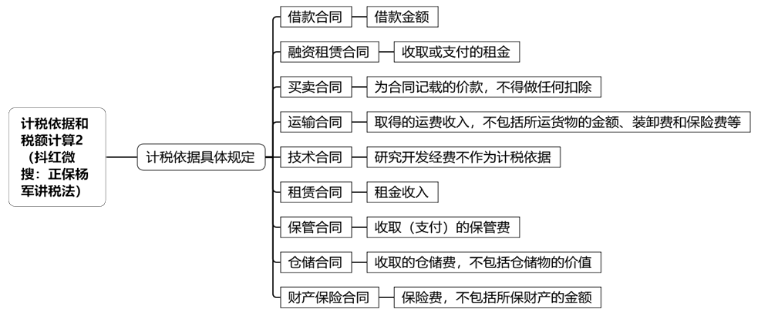 计税依据和
税额计算2
（抖红微
搜：正保杨
军讲税法）
计税依据具体规定
借款合同 借款金额
融资租赁合同 收取或支付的租金
买卖合同 为合同记载的价款，不得做任何扣除
运输合同 取得的运费收入，不包括所运货物的金额、装卸费和保险费等
技术合同 研究开发经费不作为计税依据
租赁合同 租金收入
保管合同 收取（支付）的保管费
仓储合同 收取的仓储费，不包括仓储物的价值
财产保险合同 保险费，不包括所保财产的金额